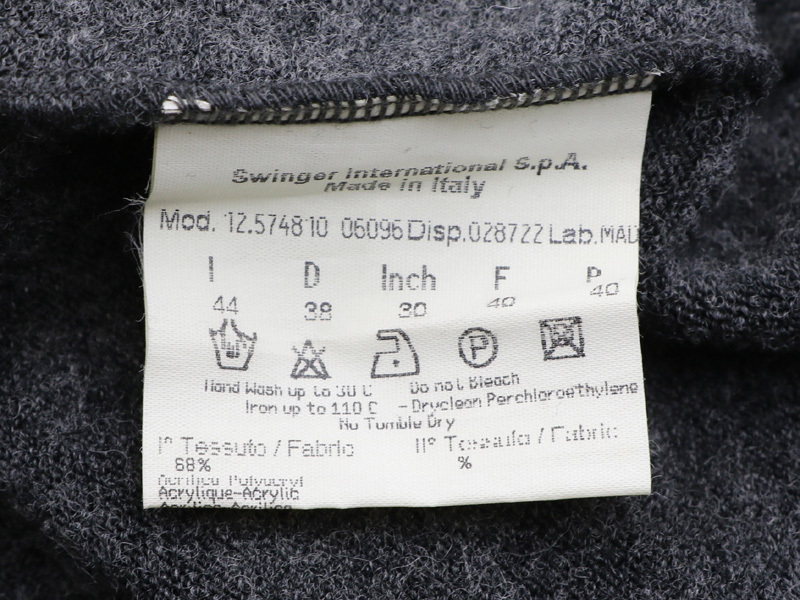 Swinger International S.p.A.
Made in Italy
Mod. 12.574810 06096 Disp.028722 Lab.MAU
I D Inch F P
44 38 30 40 40
P
Hand Wash up to 30 C Do not Bleach
Iron up to 110 C - Dryclean Perchloroethylene
No Tumble Dry
I° Tessuto / Fabric II° Tessuto / Fabric
68% %
Acrilico Polyacryl
Acrylique-Acrylic